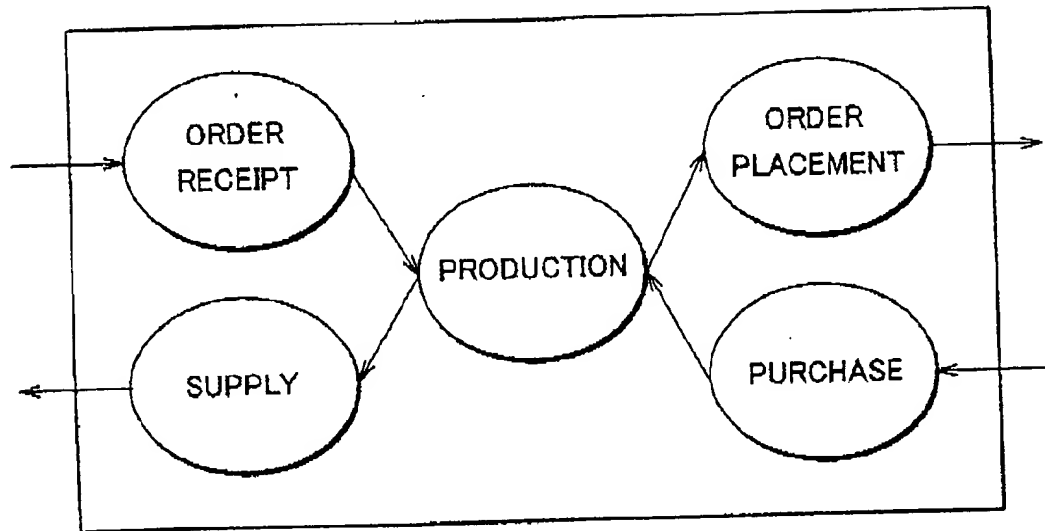 ORDER
RECEIPT
ORDER
PLACEMENT
PRODUCTION
SUPPLY
PURCHASE